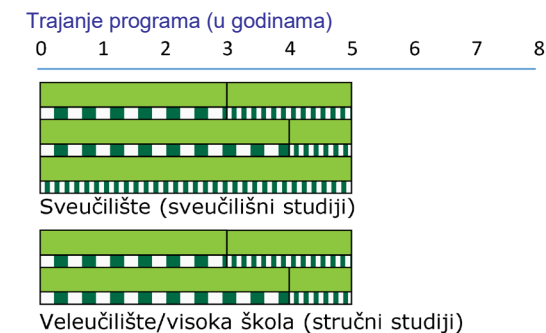 Trajanje programa (u godinama)
0 1 2 3 4 5 6 7 8
Sveučilište (sveučilišni studiji)
Veleučilište/visoka škola (stručni studiji)